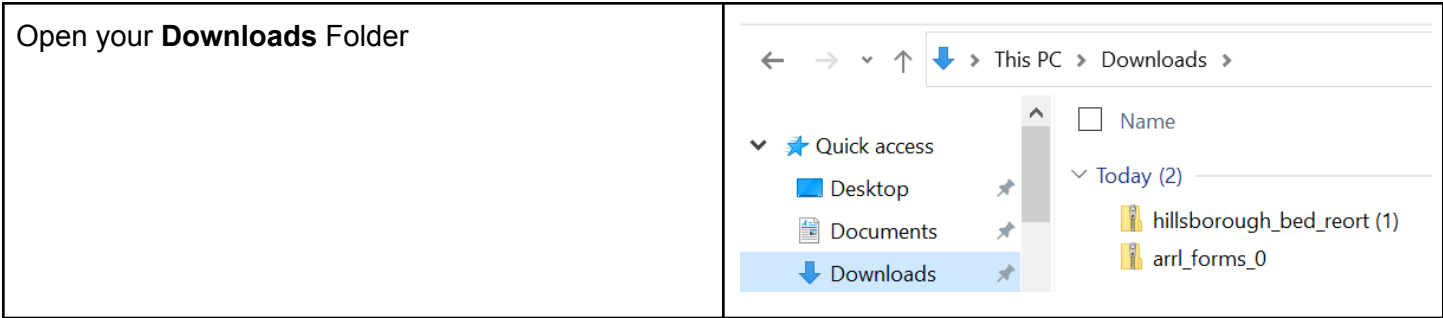 Open your Downloads Folder
This PC > Downloads >
Name
Quick access
Today (2)
Desktop
hillsborough_bed_reort (1)
Documents
arrl_forms_0
Downloads